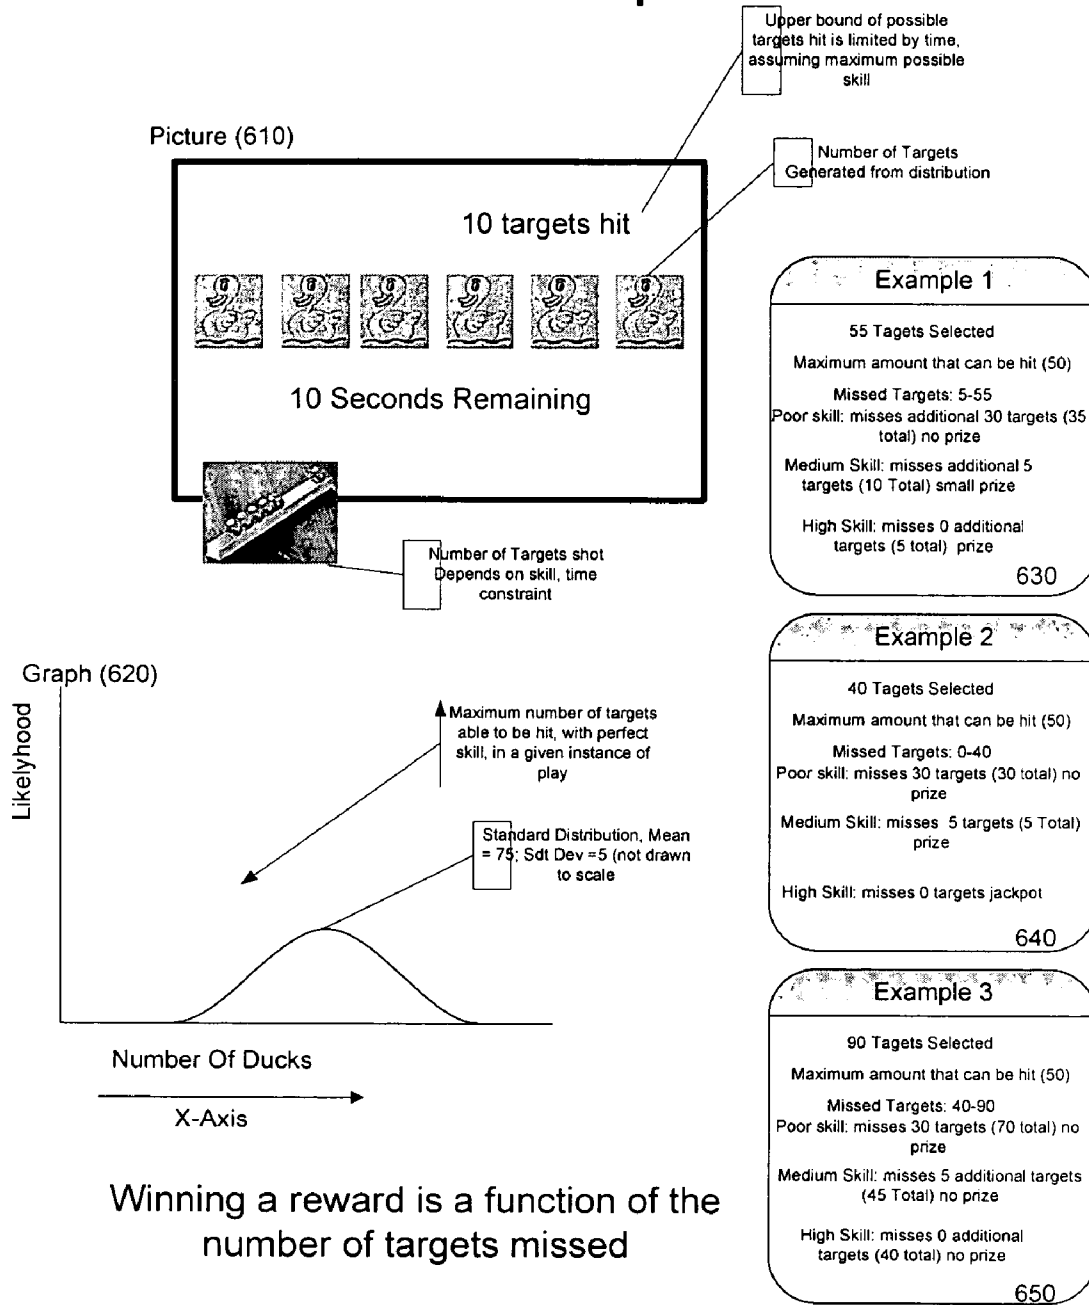 Upper bound of possible
targets hit is limited by time,
assuming maximum possible
skill
Picture (610)
Number of Targets
Generated from distribution
10 targets hit
10 Seconds Remaining
Number of Targets shot
Depends on skill, time
constraint
Example 1
55 Tagets Selected
Maximum amount that can be hit (50)
Missed Targets: 5-55
Poor skill: misses additional 30 targets (35
total) no prize
Medium Skill: misses additional 5
targets (10 Total) small prize
High Skill: misses 0 additional
targets (5 total) prize
630
Graph (620)
Likelyhood
Maximum number of targets
able to be hit, with perfect
skill, in a given instance of
play
Standard Distribution, Mean
= 75; Sdt Dev =5 (not drawn
to scale
Number Of Ducks
X-Axis
Example 2
40 Tagets Selected
Maximum amount that can be hit (50)
Missed Targets: 0-40
Poor skill: misses 30 targets (30 total) no
prize
Medium Skill: misses 5 targets (5 Total)
prize
High Skill: misses 0 targets jackpot
640
Example 3
90 Tagets Selected
Maximum amount that can be hit (50)
Missed Targets: 40-90
Poor skill: misses 30 targets (70 total) no
prize
Medium Skill: misses 5 additional targets
(45 Total) no prize
High Skill: misses 0 additional
targets (40 total) no prize
650
Winning a reward is a function of the
number of targets missed